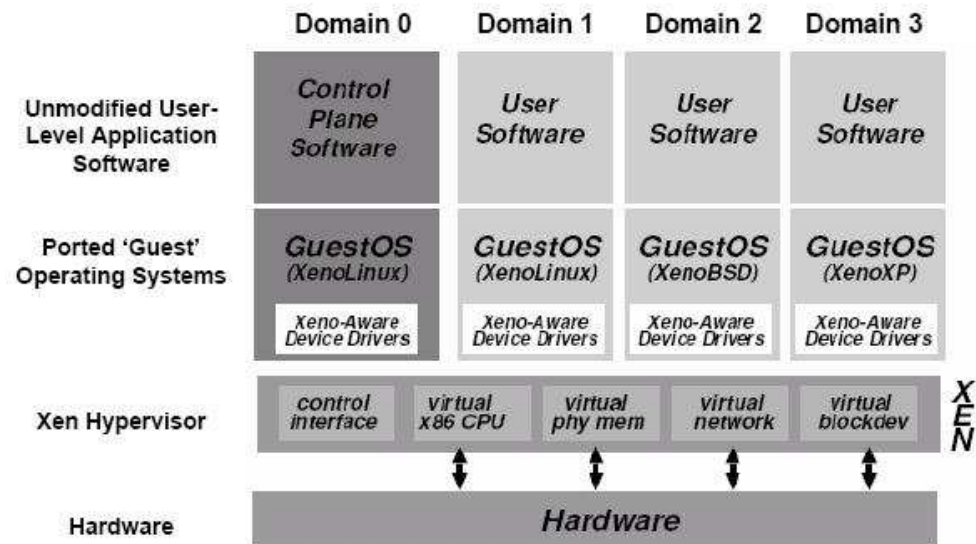 Domain 0
Domain 1
Domain 2
Domain 3
Unmodified User-
Level Application
Software
Control
Plane
Software
User
Software
User
Software
User
Software
Ported ‘Guest’
Operating Systems
GuestOS
(XenoLinux)
Xeno-Aware
Device Drivers
GuestOS
(XenoLinux)
Xeno-Aware
Device Drivers
GuestOS
(XenoBSD)
Xeno-Aware
Device Drivers
GuestOS
(XenoXP)
Xeno-Aware
Device Drivers
Xen Hypervisor
control
interface
virtual
x86 CPU
virtual
phy mem
virtual
network
virtual
blockdev
XEN
Hardware
Hardware